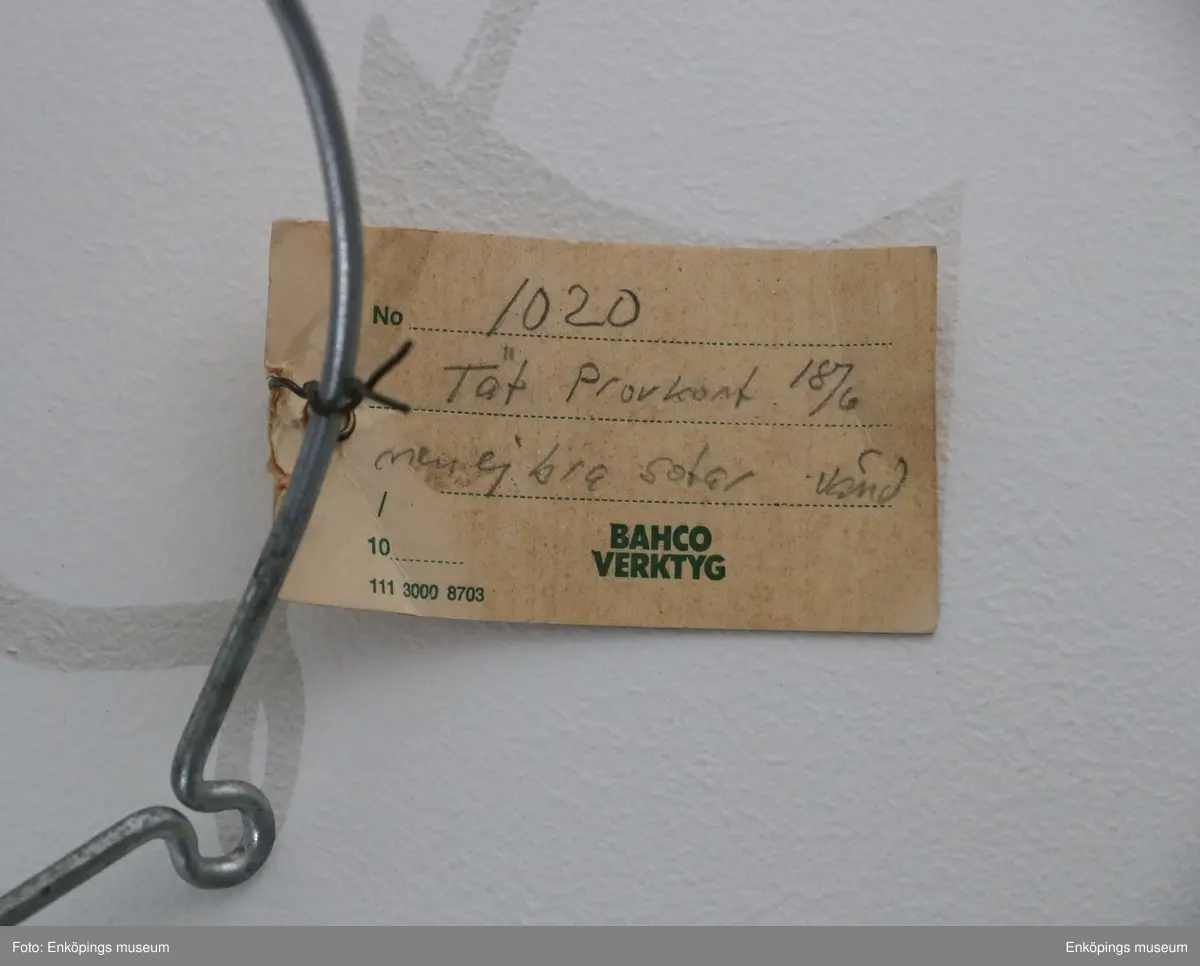 No 1020
Tät Provkont 18/6
men ej bra sotar vänd
/
10
BAHCO
VERKTYG
111 3000 8703
Foto: Enköpings museum
Enköpings museum